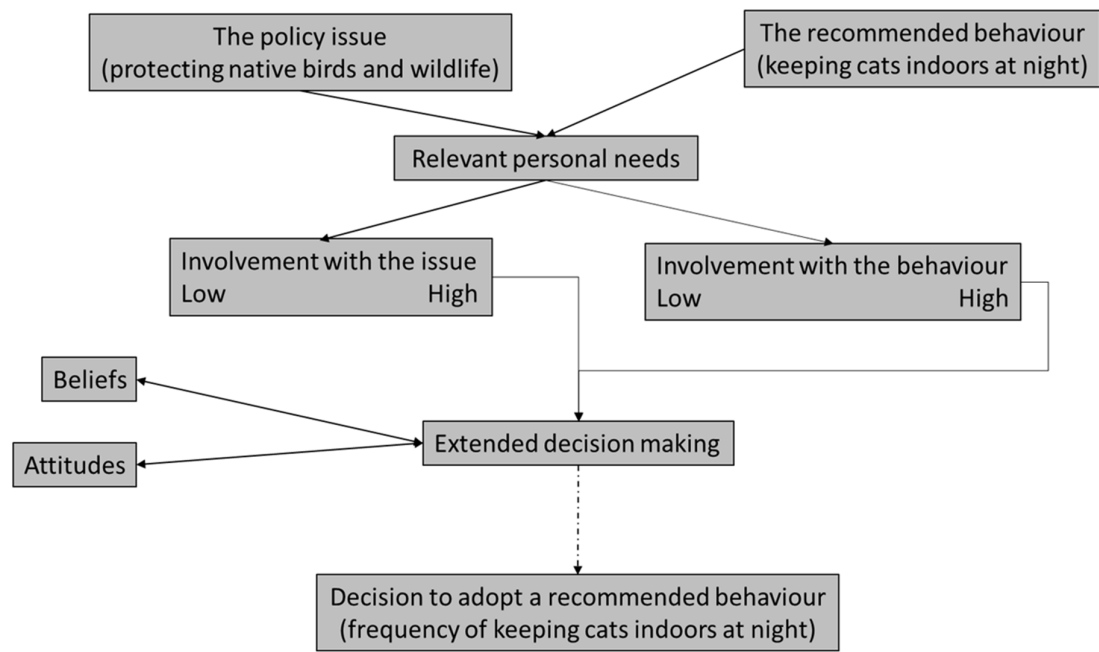 The policy issue
(protecting native birds and wildlife)
The recommended behaviour
(keeping cats indoors at night)
Relevant personal needs
Involvement with the issue
Low High
Involvement with the behaviour
Low High
Beliefs
Attitudes
Extended decision making
Decision to adopt a recommended behaviour
(frequency of keeping cats indoors at night)